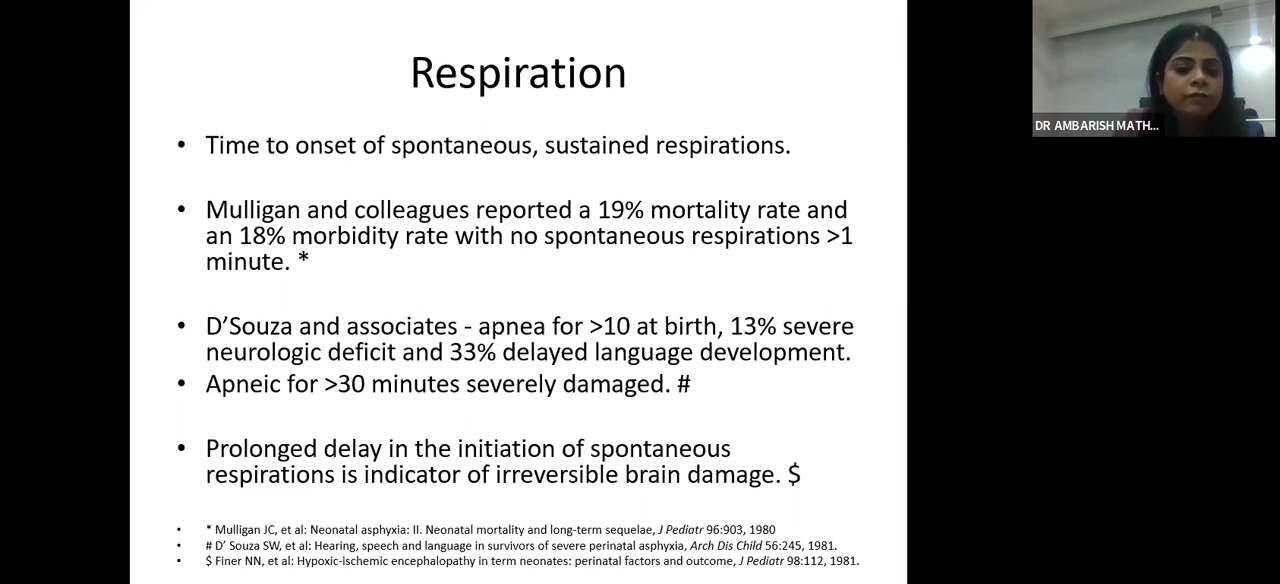 Respiration
• Time to onset of spontaneous, sustained respirations.
• Mulligan and colleagues reported a 19% mortality rate and
an 18% morbidity rate with no spontaneous respirations >1
minute. *
• D’Souza and associates - apnea for >10 at birth, 13% severe
neurologic deficit and 33% delayed language development.
• Apneic for >30 minutes severely damaged. #
• Prolonged delay in the initiation of spontaneous
respirations is indicator of irreversible brain damage. $
• * Mulligan JC, et al: Neonatal asphyxia: II. Neonatal mortality and long-term sequelae, J Pediatr 96:903, 1980
• # D’ Souza SW, et al: Hearing, speech and language in survivors of severe perinatal asphyxia, Arch Dis Child 56:245, 1981.
• $ Finer NN, et al: Hypoxic-ischemic encephalopathy in term neonates: perinatal factors and outcome, J Pediatr 98:112, 1981.
DR AMBARISH MATH...